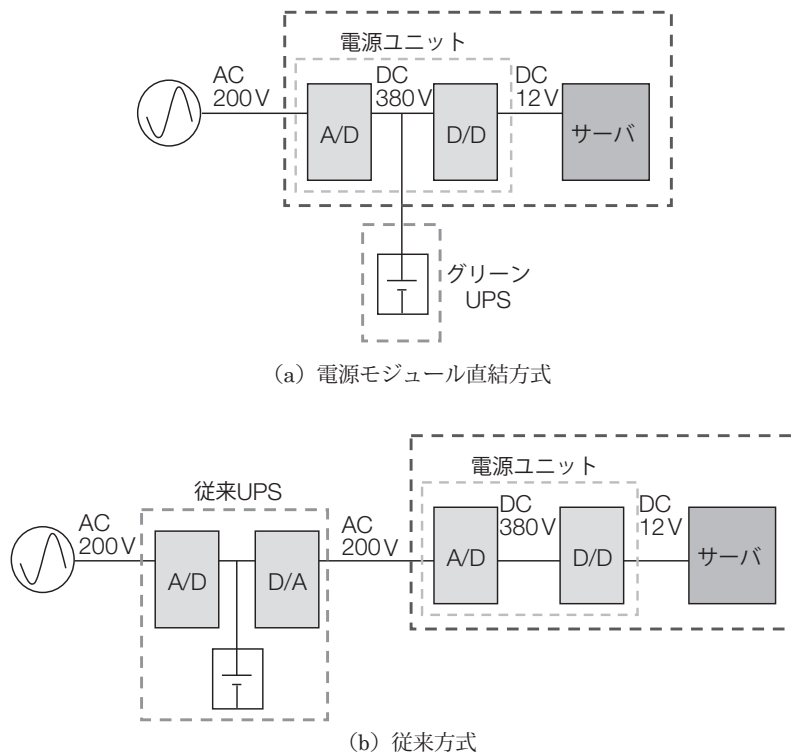 電源ユニット
AC
200V
DC
380V
DC
12V
A/D
D/D
サーバ
グリーン
UPS
(a)電源モジュール直結方式
電源ユニット
従来UPS
AC
200V
AC
200V
DC
380V
DC
12V
A/D
D/A
A/D
D/D
サーバ
(b)従来方式